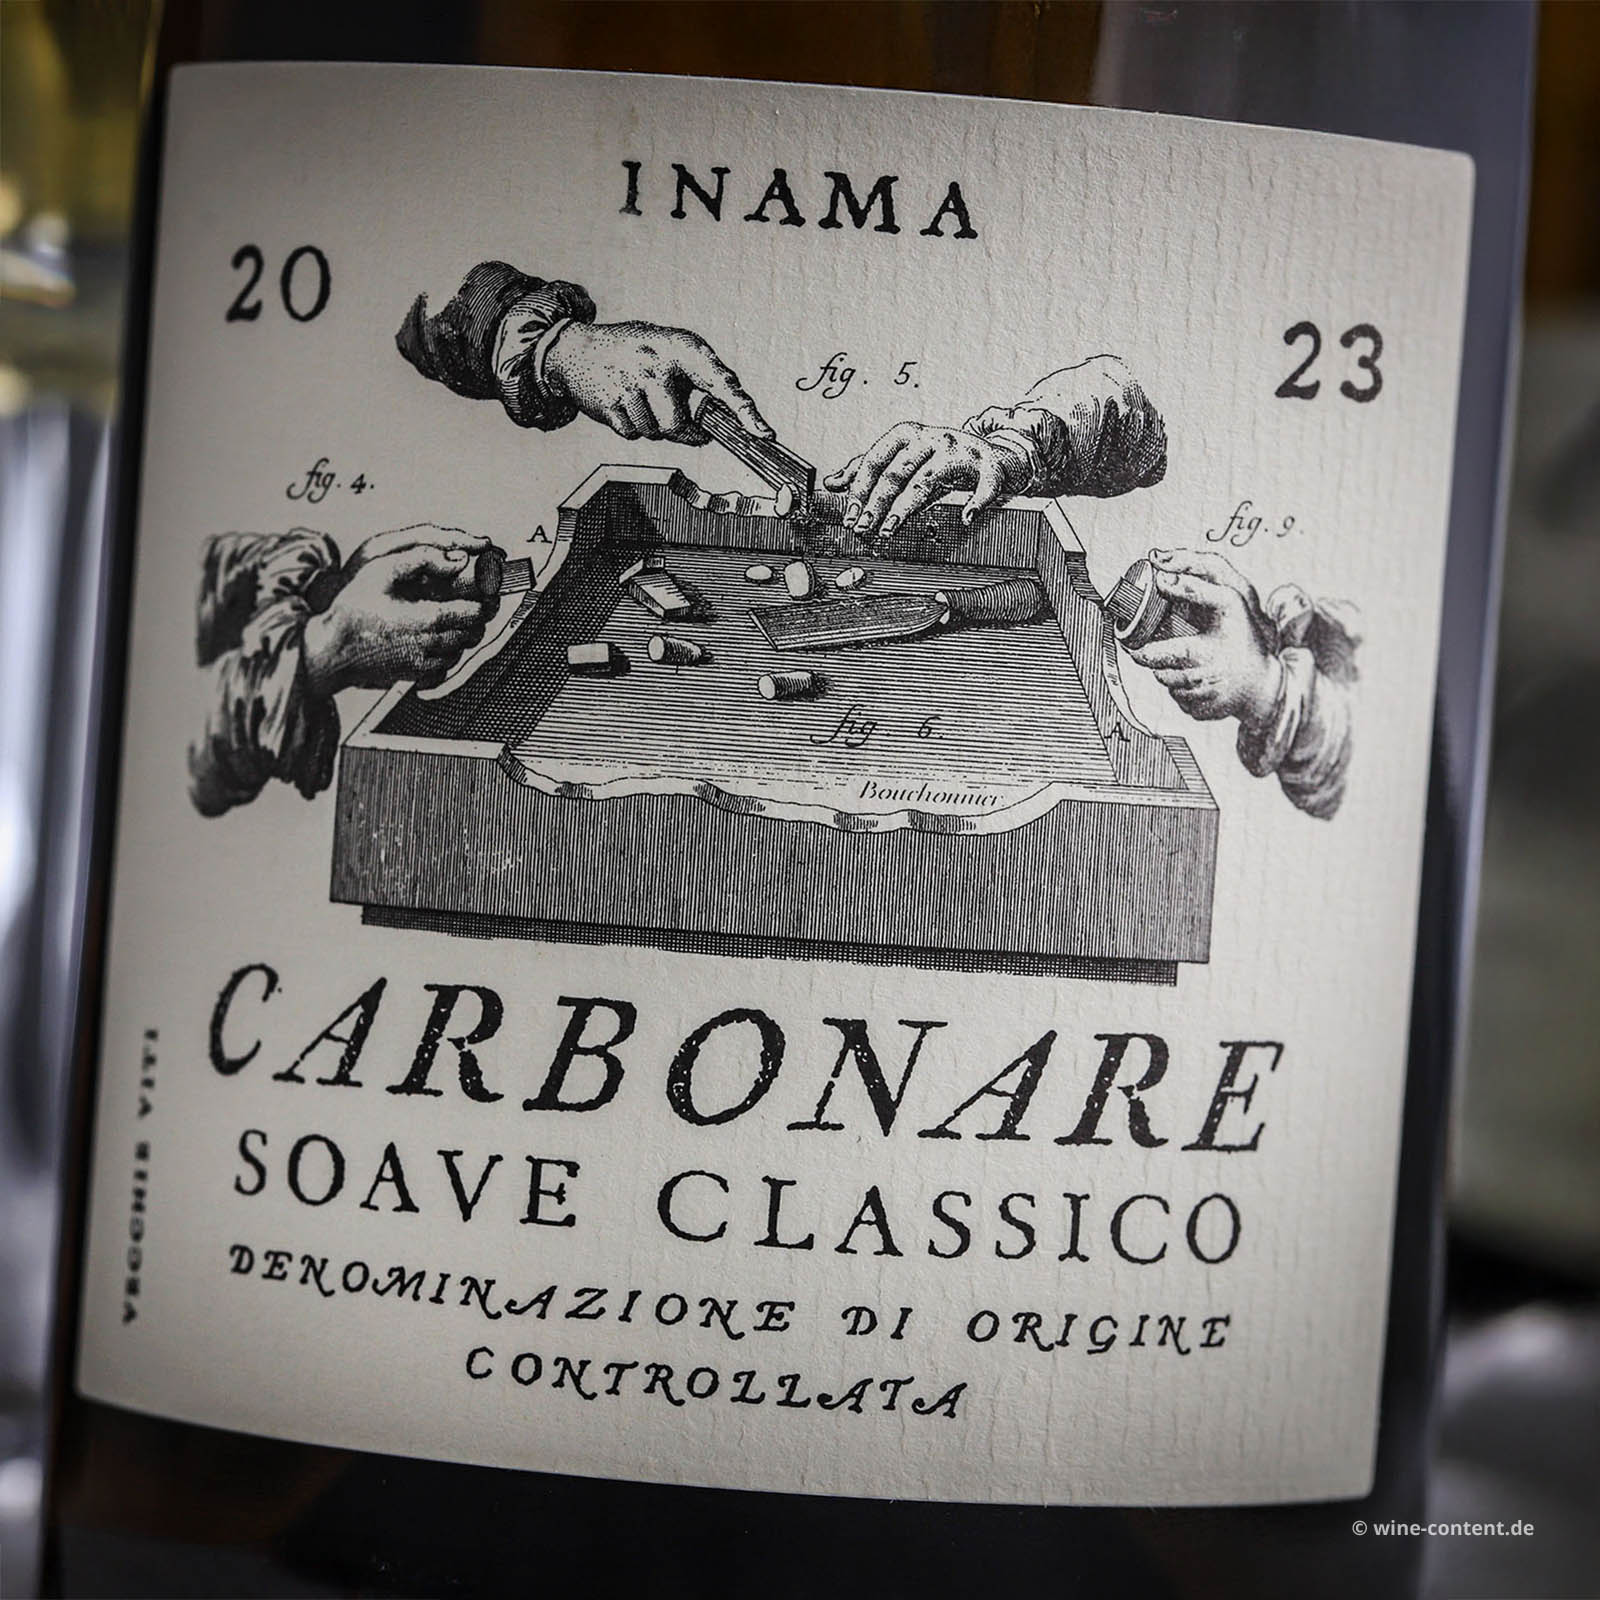 INAMA
20
23
fig. 5.
fig. 4.
fig. 9.
A
fig. 6.
A
Bouchonnier
CARBONARE
SOAVE CLASSICO
DENOMINAZIONE DI ORIGINE
CONTROLLATA
VECCHIE VITI
© wine-content.de